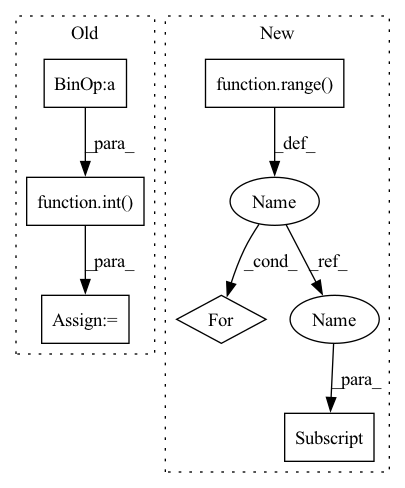 Old
New
BinOp:a
function.range()
_para_
_def_
function.int()
Name
_para_
_cond_
_ref_
Assign:=
For
Name
_para_
Subscript